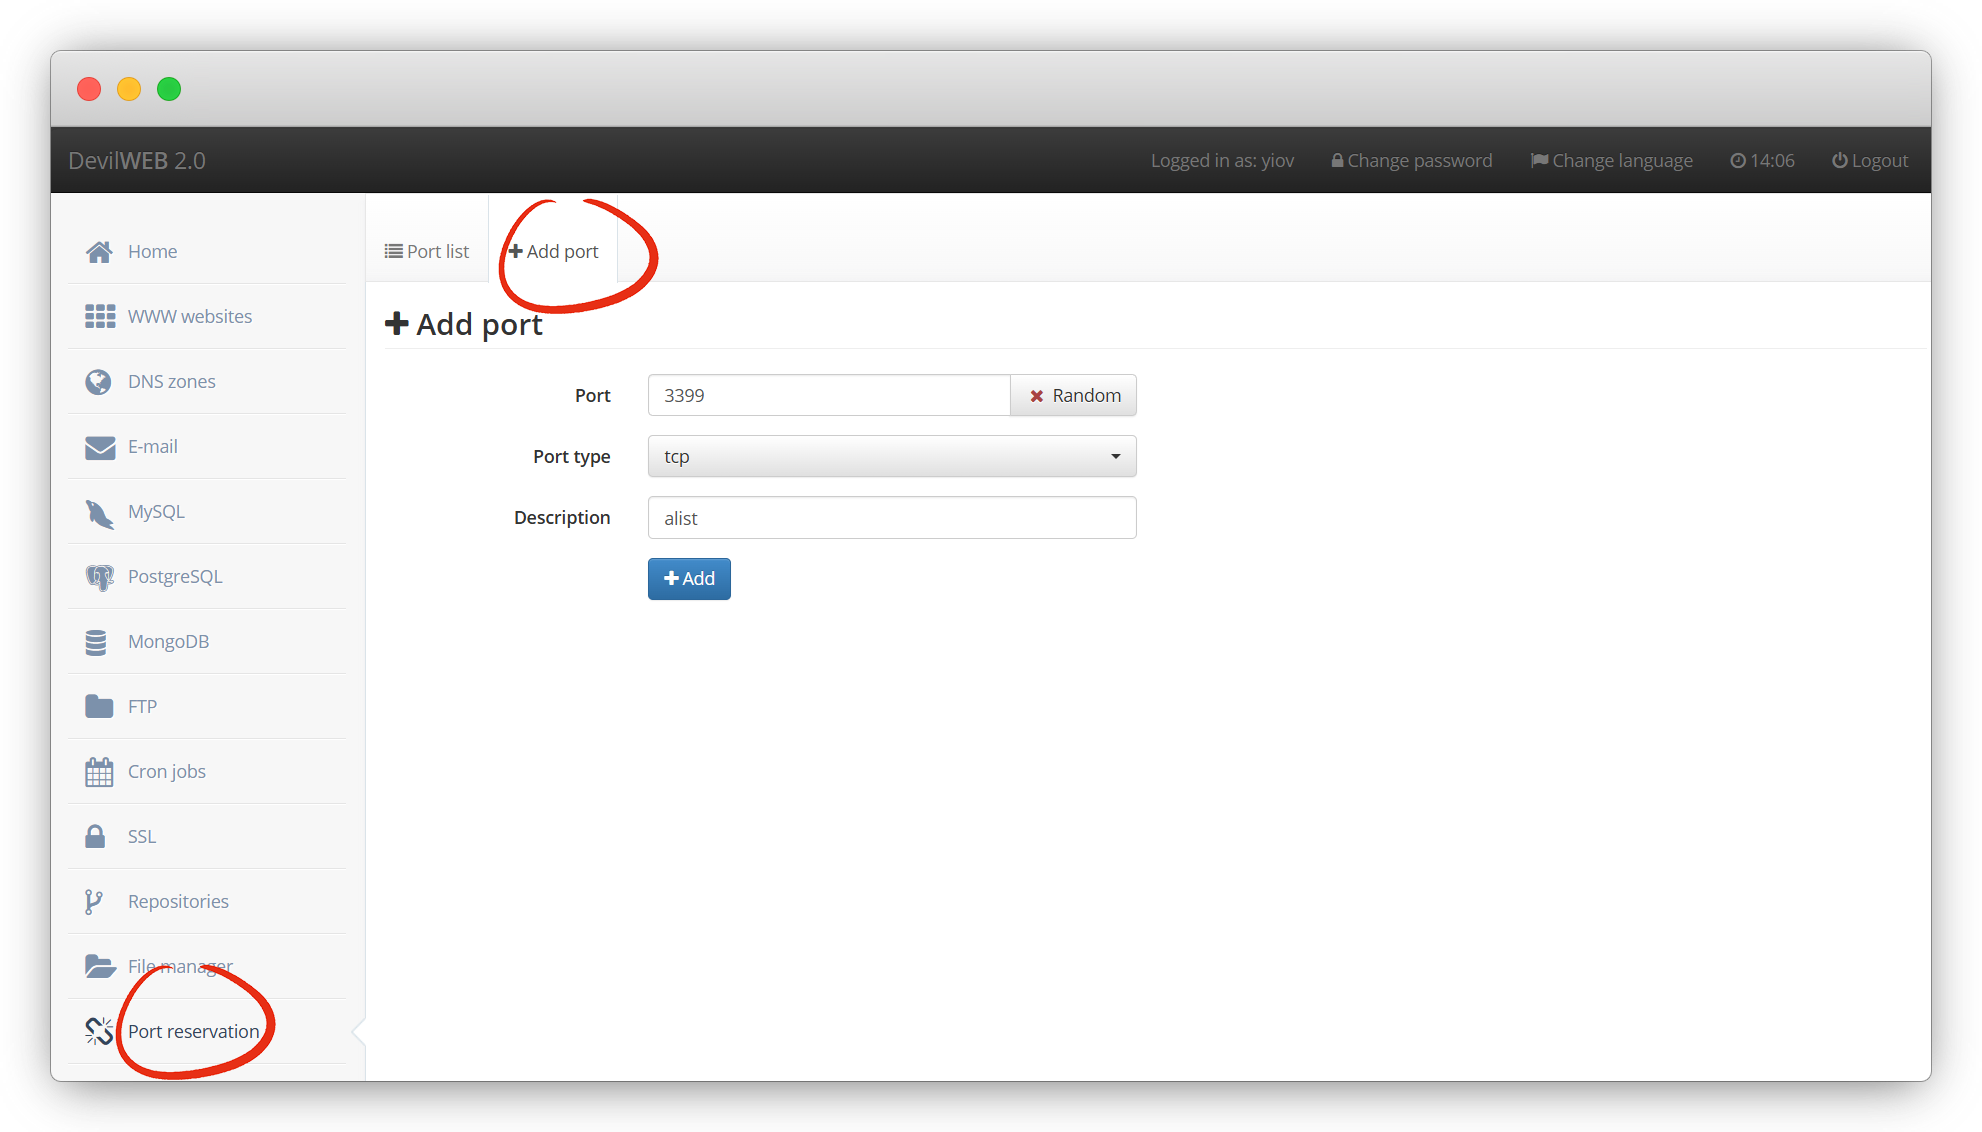 DevilWEB 2.0
Logged in as: yiov
Change password
Change language
14:06
Logout
Home
WWW websites
DNS zones
E-mail
MySQL
PostgreSQL
MongoDB
FTP
Cron jobs
SSL
Repositories
File manager
Port reservation
Port list
Add port
Add port
Port
3399
Random
Port type
tcp
Description
alist
Add